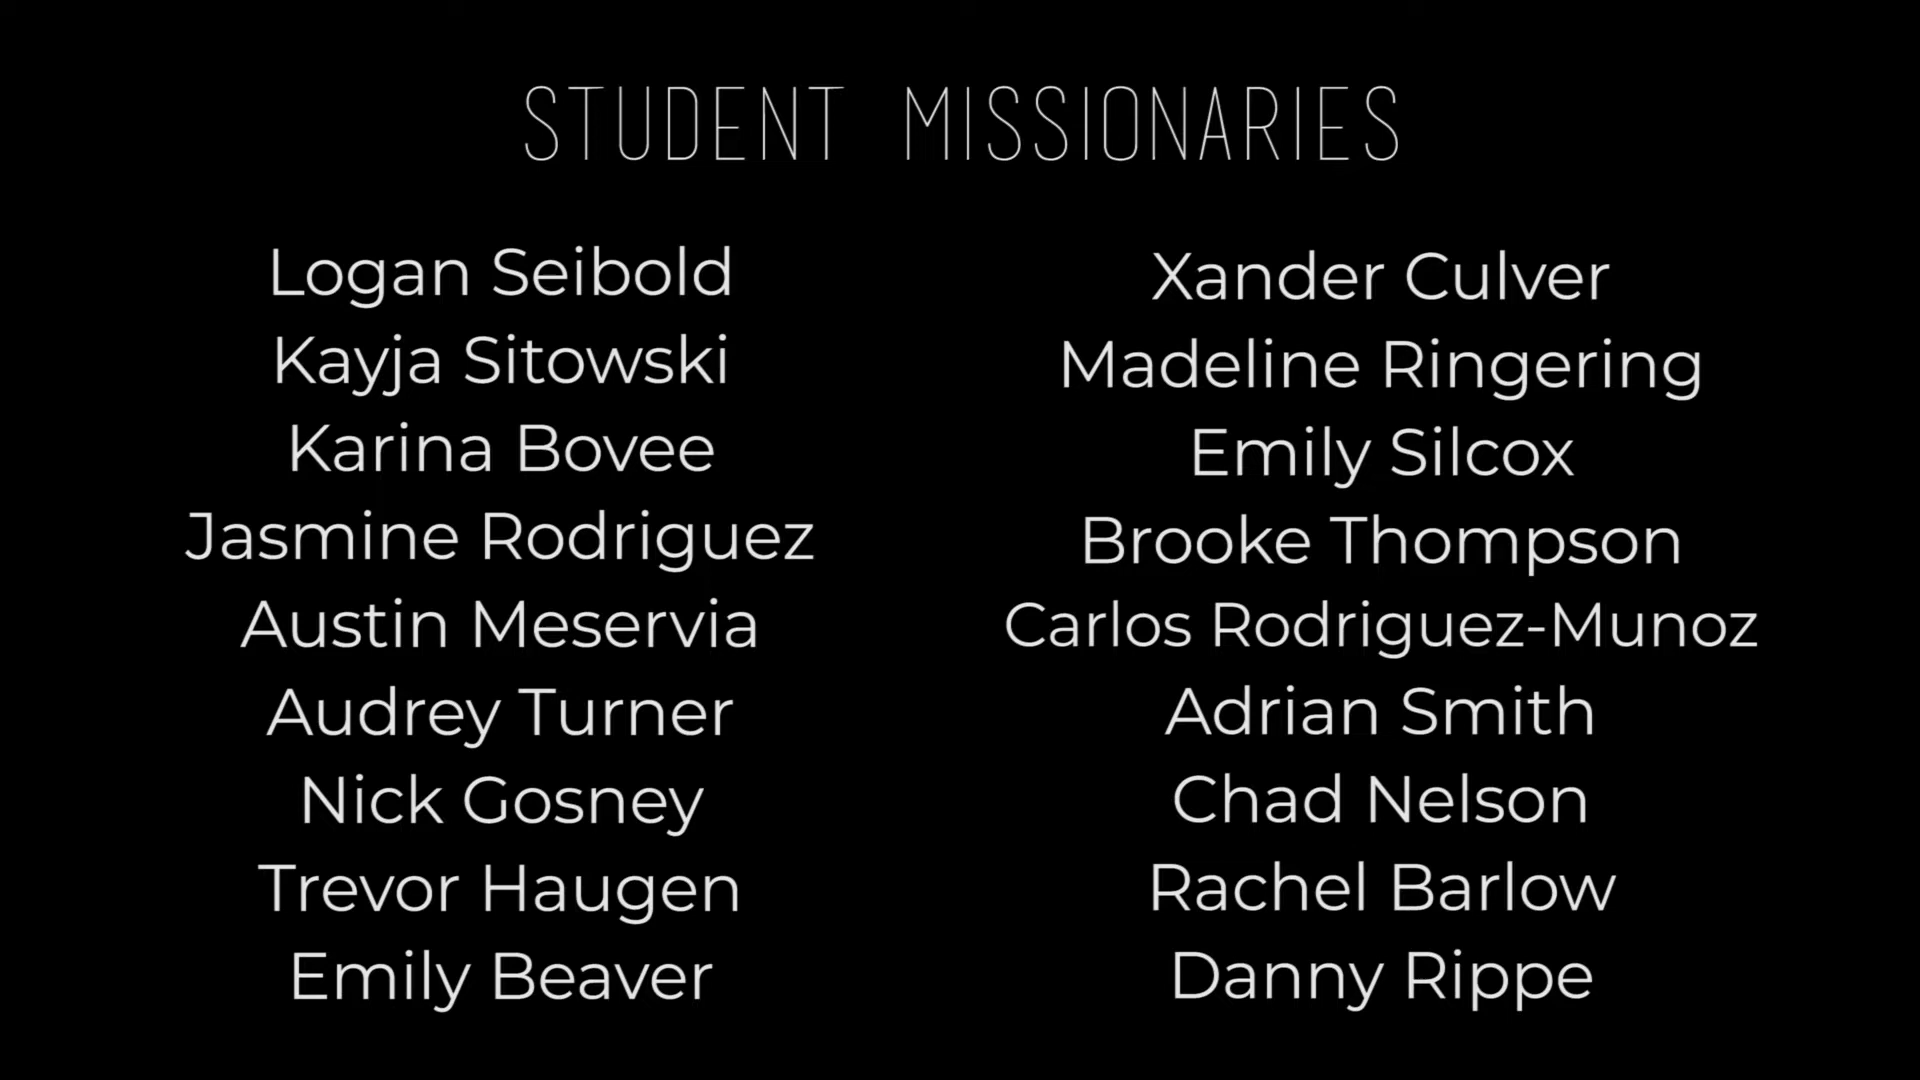 STUDENT MISSIONARIES
Logan Seibold
Kayja Sitowski
Karina Bovee
Jasmine Rodriguez
Austin Meservia
Audrey Turner
Nick Gosney
Trevor Haugen
Emily Beaver
Xander Culver
Madeline Ringering
Emily Silcox
Brooke Thompson
Carlos Rodriguez-Munoz
Adrian Smith
Chad Nelson
Rachel Barlow
Danny Rippe